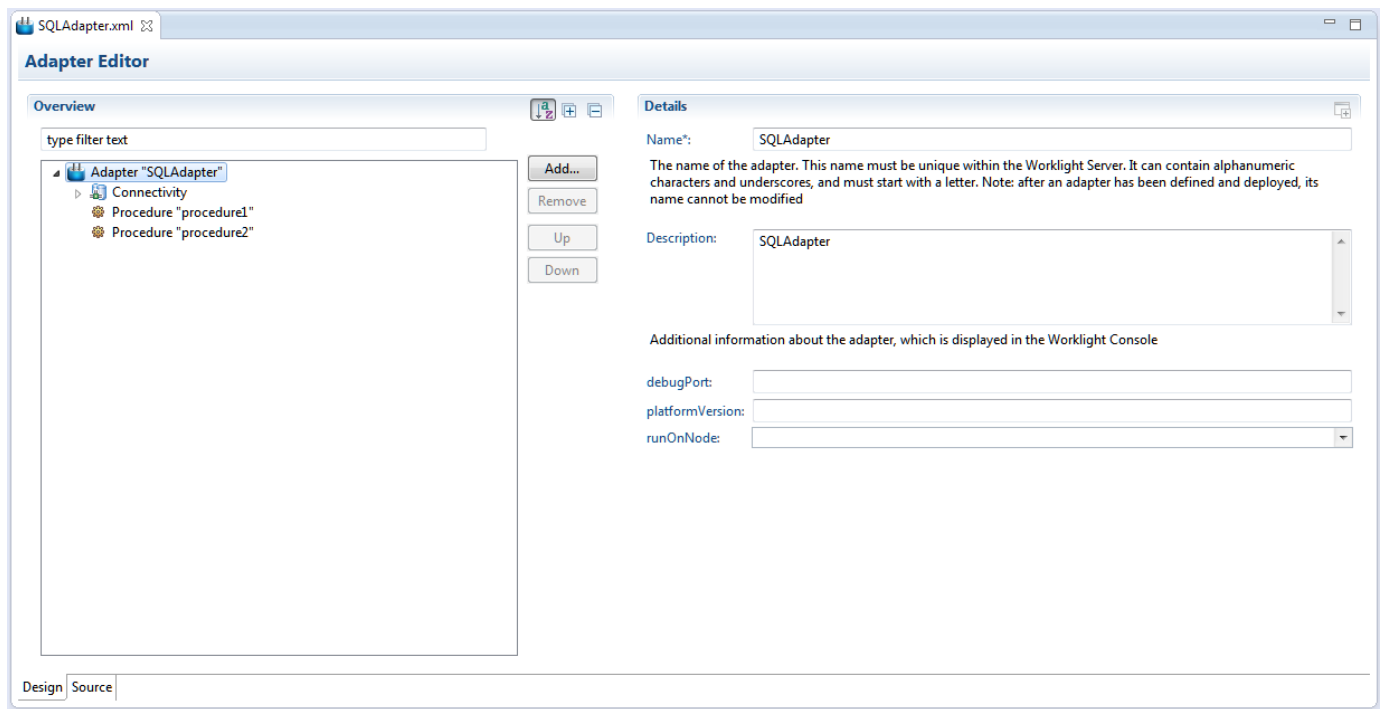 SQLAdapter.xml
Adapter Editor
Overview
type filter text
Adapter "SQLAdapter"
Connectivity
Procedure "procedure1"
Procedure "procedure2"
Add...
Remove
Up
Down
Details
Name*: SQLAdapter
The name of the adapter. This name must be unique within the Worklight Server. It can contain alphanumeric
characters and underscores, and must start with a letter. Note: after an adapter has been defined and deployed, its
name cannot be modified
Description: SQLAdapter
Additional information about the adapter, which is displayed in the Worklight Console
debugPort:
platformVersion:
runOnNode:
Design Source